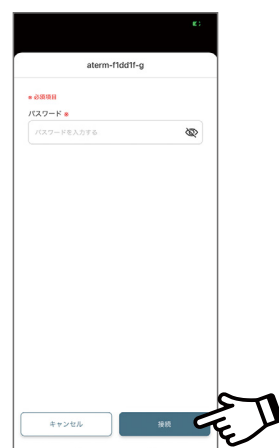 aterm-f1dd1f-g
※ 必須項目
パスワード ※
パスワードを入力する
キャンセル
接続